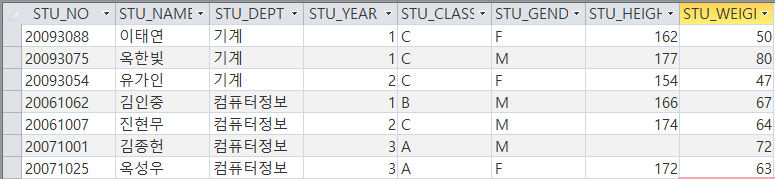 STU_NO STU_NAME STU_DEPT STU_YEAR STU_CLASS STU_GEND STU_HEIGH STU_WEIGH
20093088 이태연 기계 1 C F 162 50
20093075 옥한빛 기계 1 C M 177 80
20093054 유가인 기계 2 C F 154 47
20061062 김인중 컴퓨터정보 1 B M 166 67
20061007 진현무 컴퓨터정보 2 C M 174 64
20071001 김종헌 컴퓨터정보 3 A M 72
20071025 옥성우 컴퓨터정보 3 A F 172 63